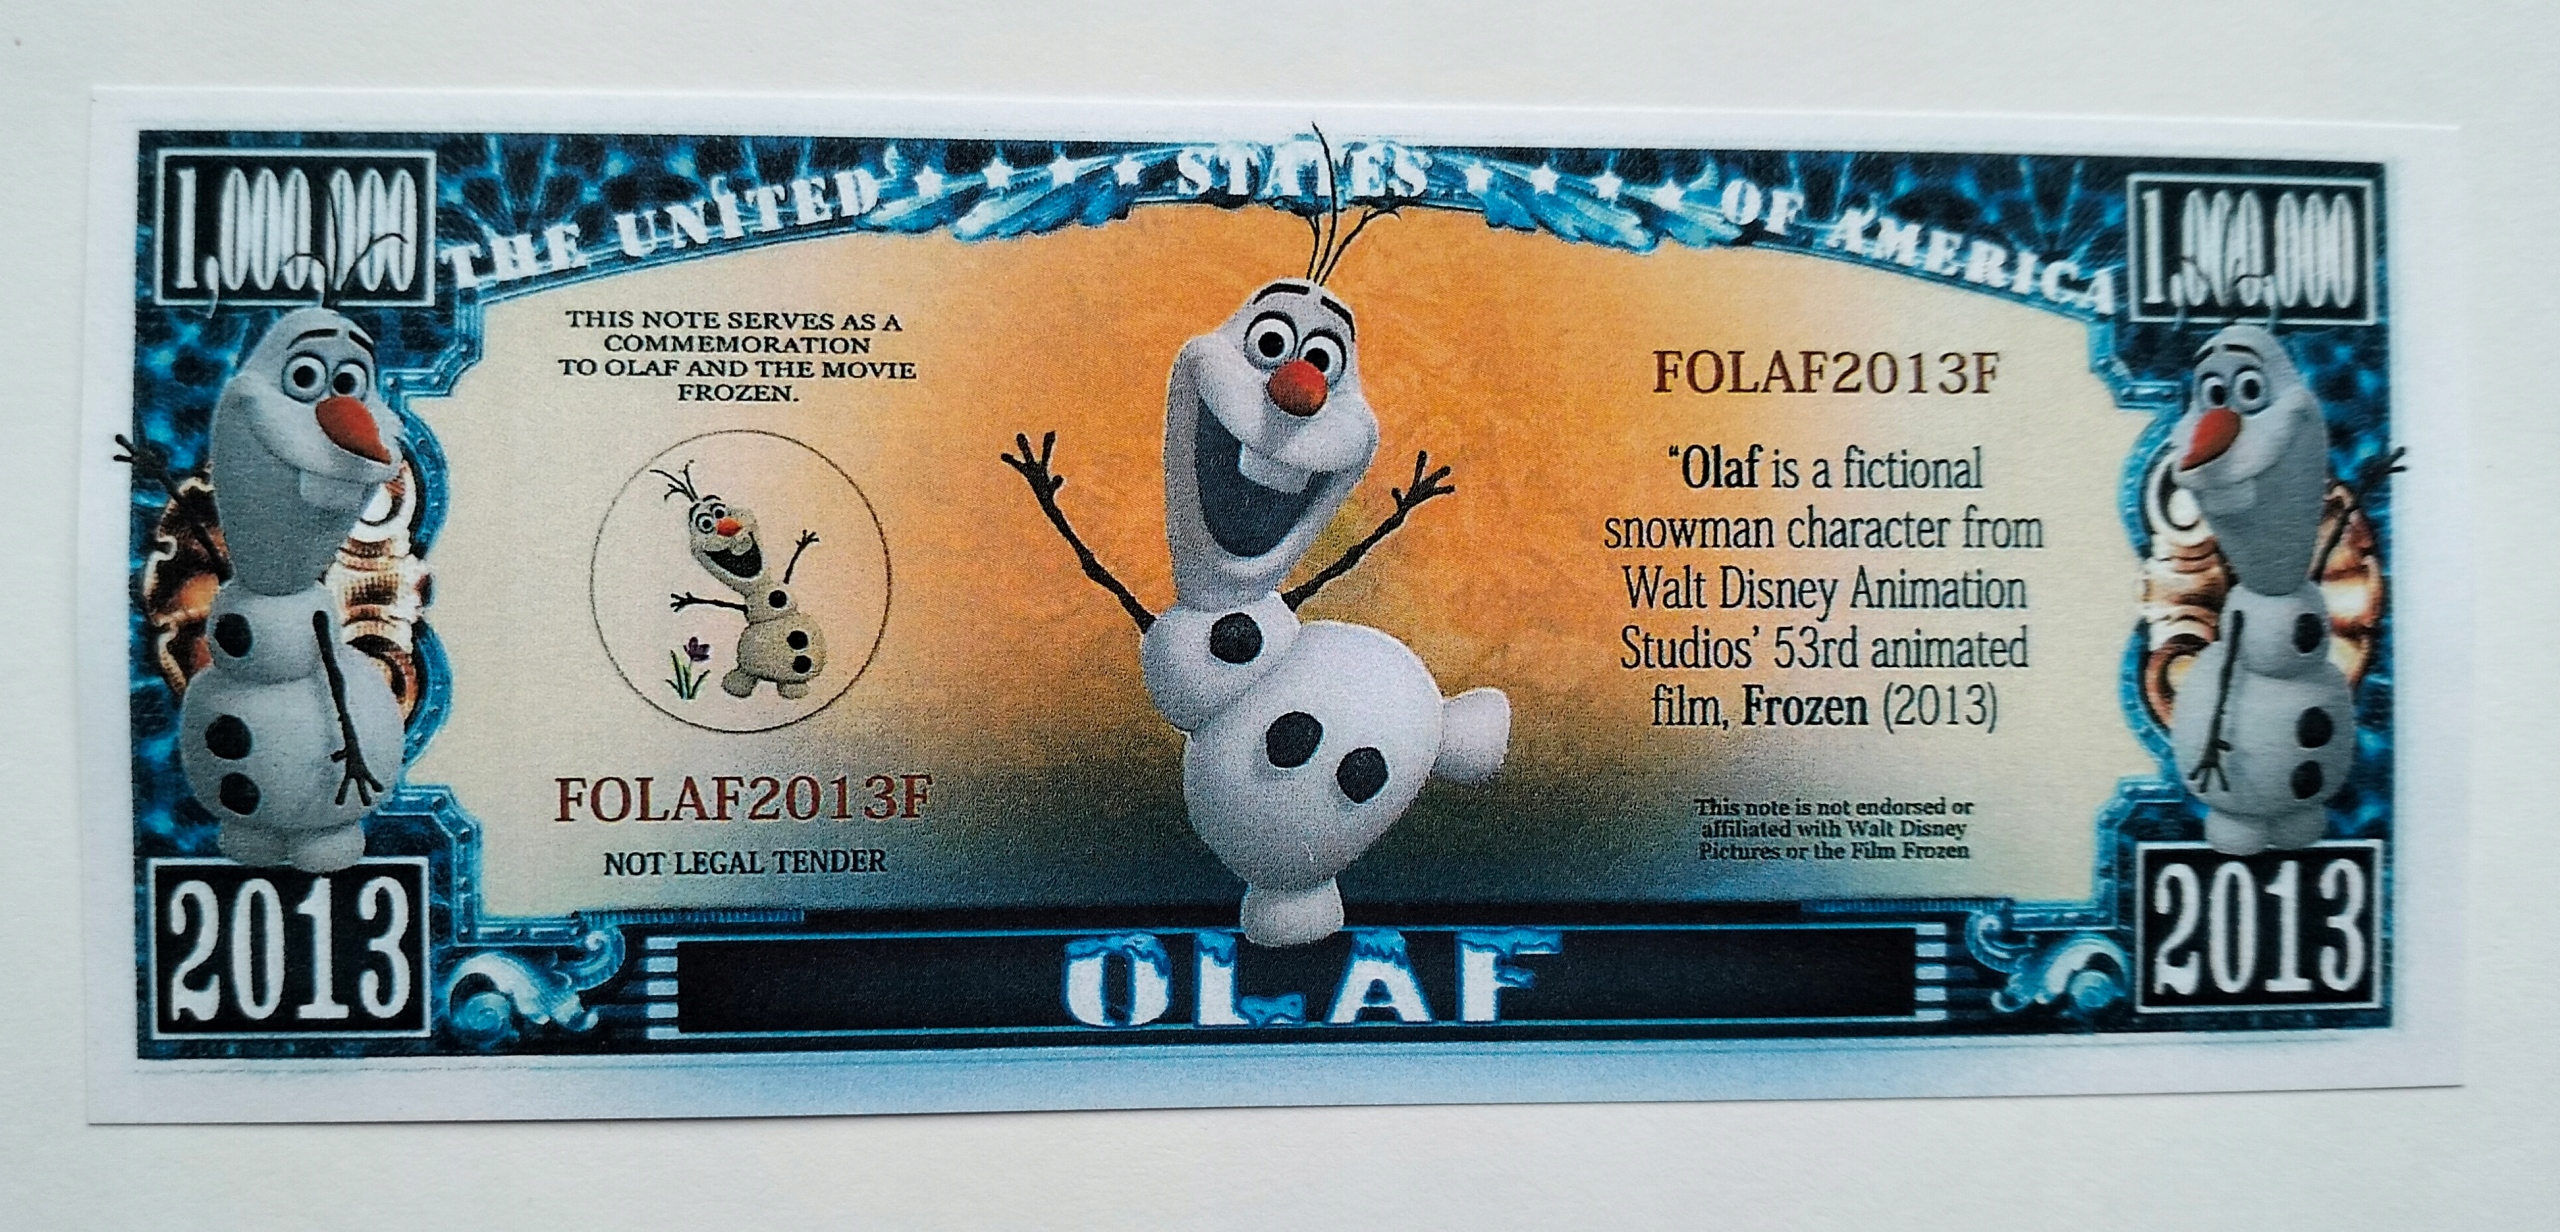 1,000,000
THE UNITED STATES OF AMERICA
1,000,000
THIS NOTE SERVES AS A
COMMEMORATION
TO OLAF AND THE MOVIE
FROZEN.
FOLAF2013F
NOT LEGAL TENDER
FOLAF2013F
“Olaf is a fictional
snowman character from
Walt Disney Animation
Studios’ 53rd animated
film, Frozen (2013)
This note is not endorsed or
affiliated with Walt Disney
Pictures or the Film Frozen
2013
OLAF
2013